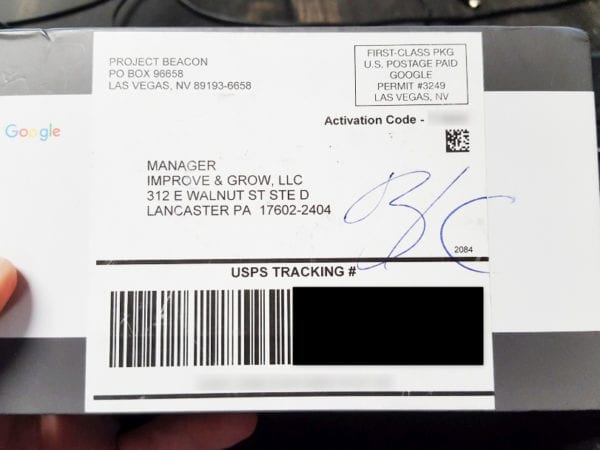 PROJECT BEACON
PO BOX 96658
LAS VEGAS, NV 89193-6658
FIRST-CLASS PKG
U.S. POSTAGE PAID
GOOGLE
PERMIT #3249
LAS VEGAS, NV
Activation Code -
Google
MANAGER
IMPROVE & GROW, LLC
312 E WALNUT ST STE D
LANCASTER PA 17602-2404
2084
USPS TRACKING #